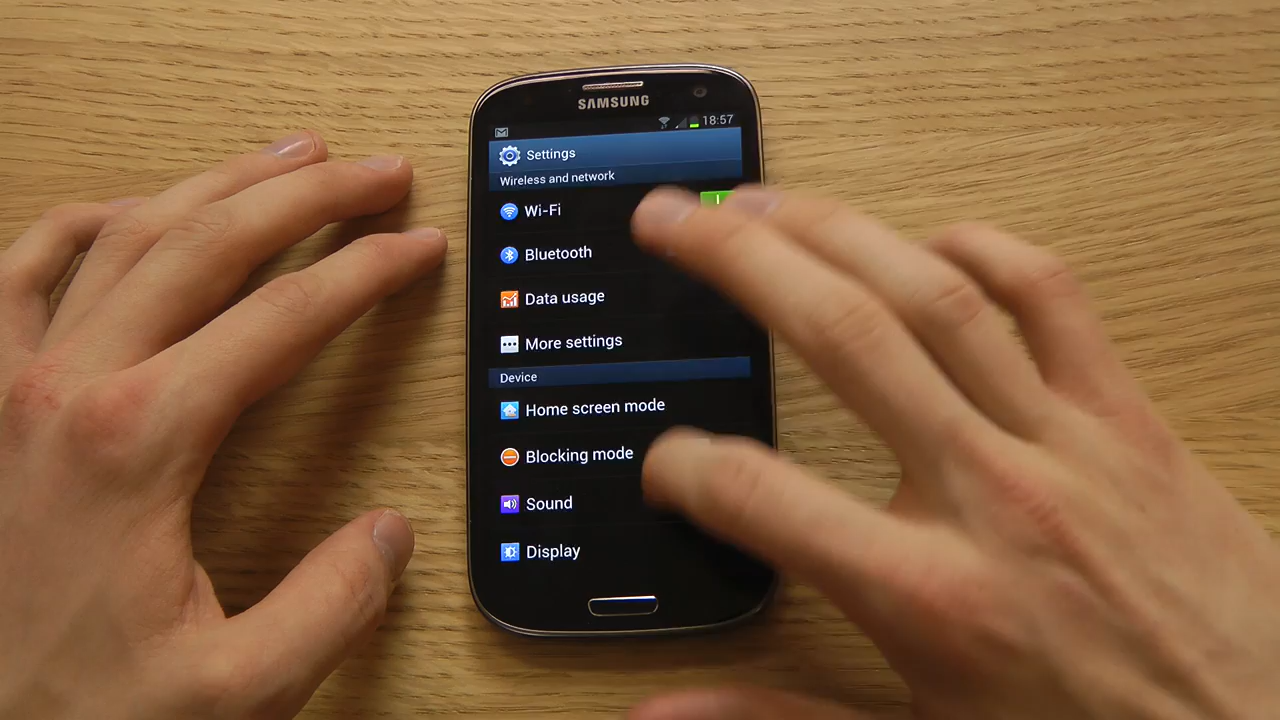 SAMSUNG
18:57
Settings
Wireless and network
Wi-Fi
Bluetooth
Data usage
More settings
Device
Home screen mode
Blocking mode
Sound
Display